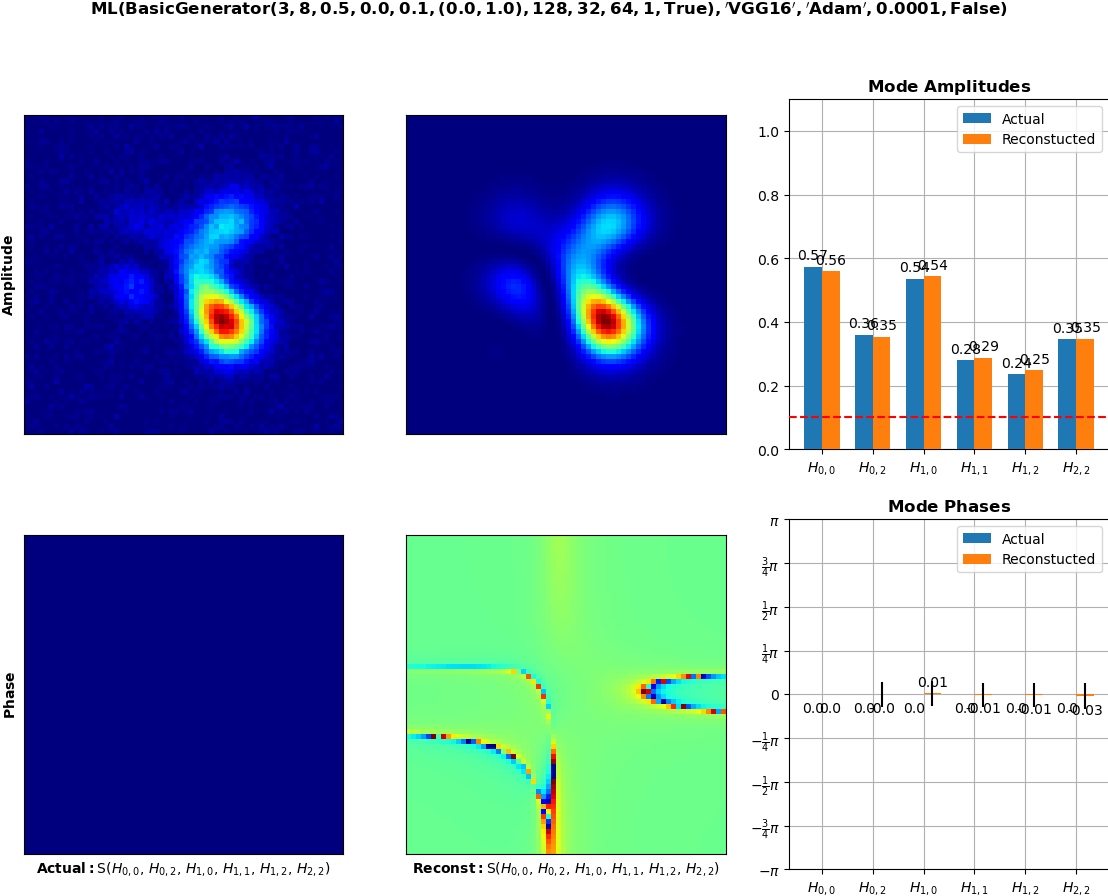 ML(BasicGenerator(3, 8, 0.5, 0.0, 0.1, (0.0, 1.0), 128, 32, 64, 1, True), 'VGG16', 'Adam', 0.0001, False)
Amplitude
Mode Amplitudes
Actual
Reconstucted
1.0
0.8
0.6
0.4
0.2
0.0
0.57 0.56
0.36 0.35
0.54 0.54
0.28 0.29
0.24 0.25
0.35 0.35
H0,0 H0,2 H1,0 H1,1 H1,2 H2,2
Phase
Mode Phases
Actual
Reconstucted
π
3/4π
1/2π
1/4π
0
−1/4π
−1/2π
−3/4π
−π
0.0 0.0
0.0 -0.0
0.0 0.01
0.0 -0.01
0.0 -0.01
0.0 -0.03
H0,0 H0,2 H1,0 H1,1 H1,2 H2,2
Actual: S(H0,0, H0,2, H1,0, H1,1, H1,2, H2,2)
Reconst: S(H0,0, H0,2, H1,0, H1,1, H1,2, H2,2)